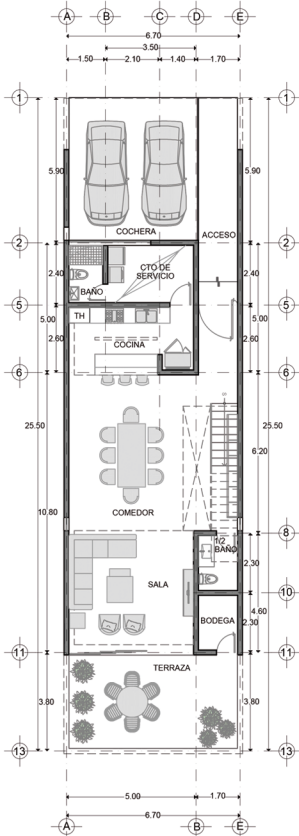 A B C D E
6.70
3.50
1.50 2.10 1.40 1.70
1 1
5.90 5.90
COCHERA
ACCESO
2 2
CTO DE
SERVICIO
2.40 2.40
BAÑO
5 5
5.00 5.00
TH
2.60 2.60
COCINA
6 6
25.50 25.50
6.20
COMEDOR
10.80
8 8
1/2
BAÑO
2.30
SALA
10
4.60
BODEGA
2.30
11 11
TERRAZA
3.80 3.80
13 13
5.00 1.70
6.70
A B E